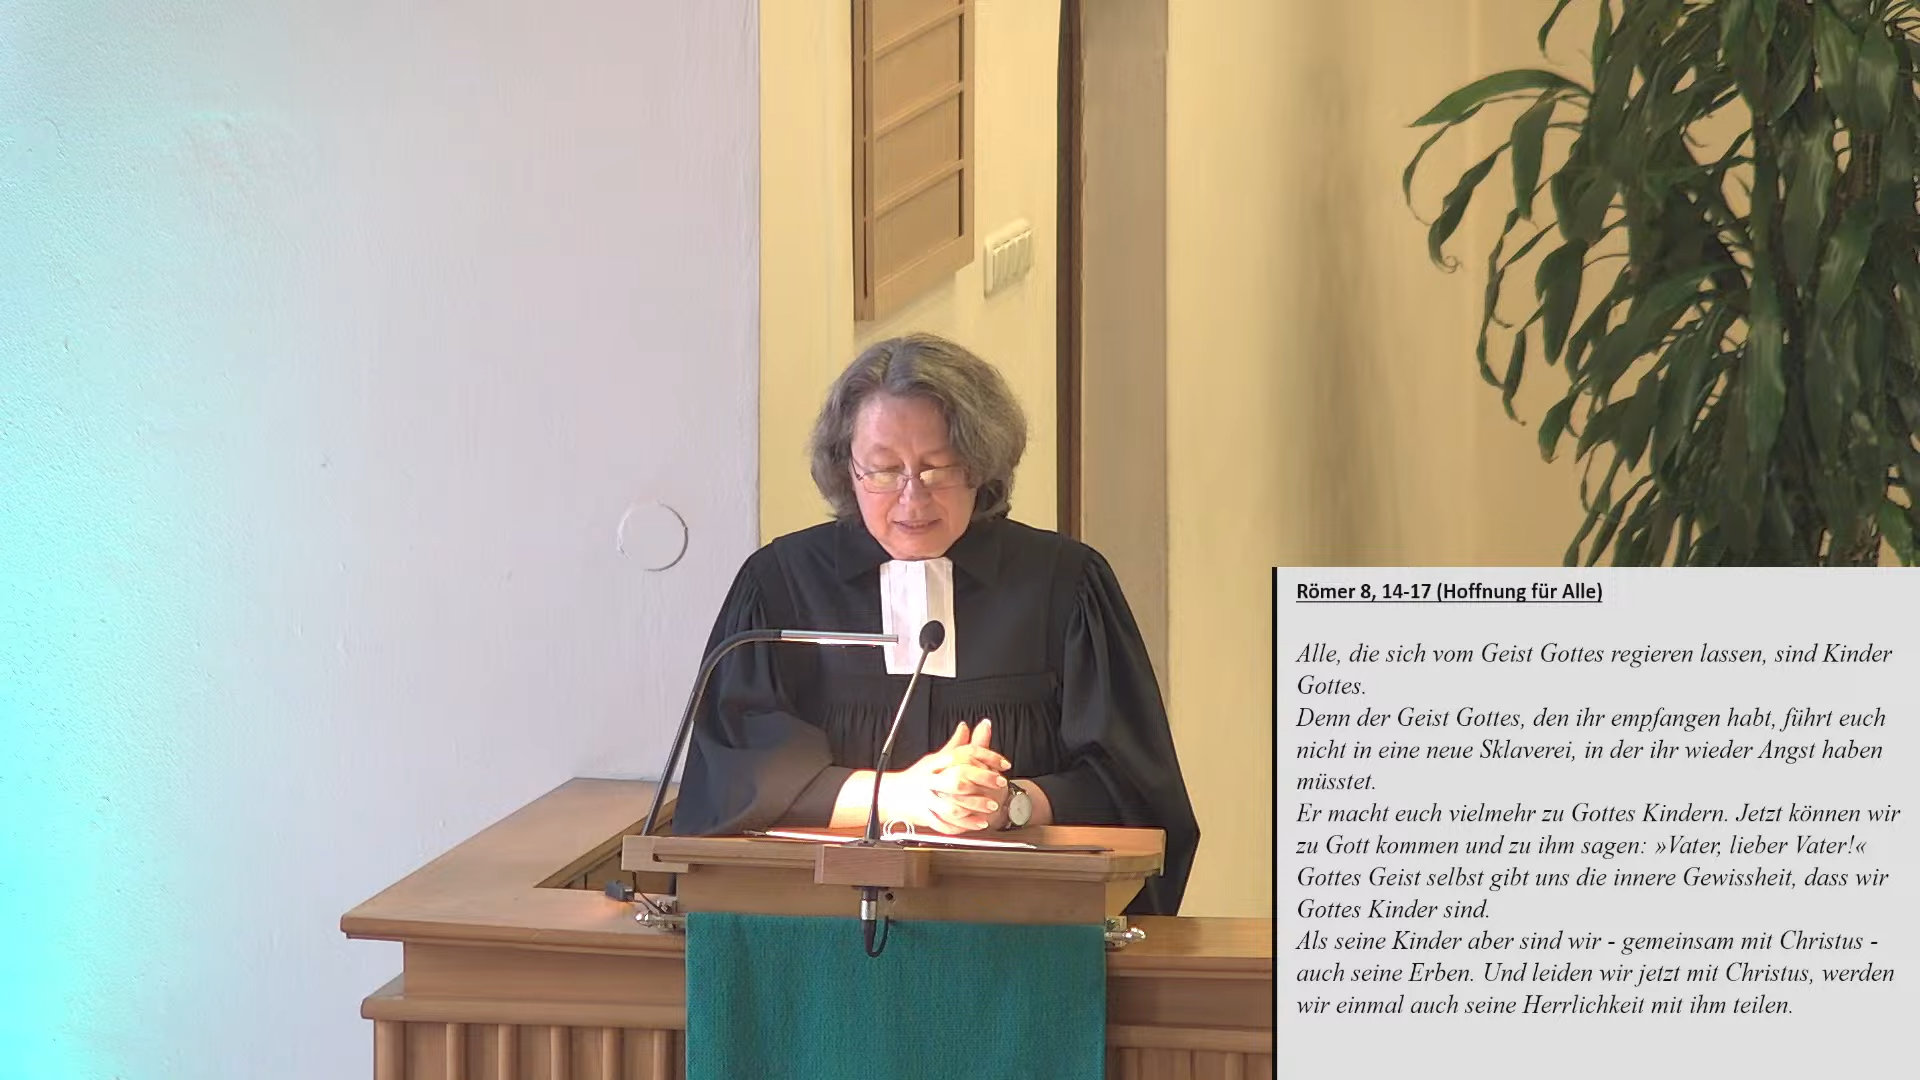 Römer 8, 14-17 (Hoffnung für Alle)
Alle, die sich vom Geist Gottes regieren lassen, sind Kinder
Gottes.
Denn der Geist Gottes, den ihr empfangen habt, führt euch
nicht in eine neue Sklaverei, in der ihr wieder Angst haben
müsstet.
Er macht euch vielmehr zu Gottes Kindern. Jetzt können wir
zu Gott kommen und zu ihm sagen: »Vater, lieber Vater!«
Gottes Geist selbst gibt uns die innere Gewissheit, dass wir
Gottes Kinder sind.
Als seine Kinder aber sind wir - gemeinsam mit Christus -
auch seine Erben. Und leiden wir jetzt mit Christus, werden
wir einmal auch seine Herrlichkeit mit ihm teilen.